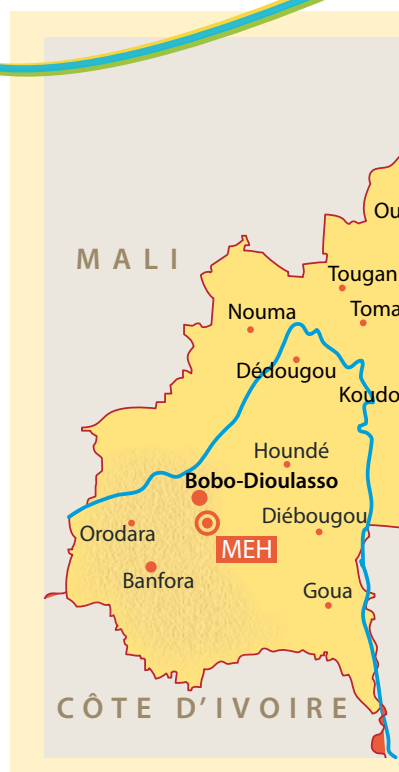 Ou
MALI
Tougan
Nouma
Toma
Dédougou
Koudo
Houndé
Bobo-Dioulasso
Diébougou
Orodara
MEH
Banfora
Goua
CÔTE D'IVOIRE